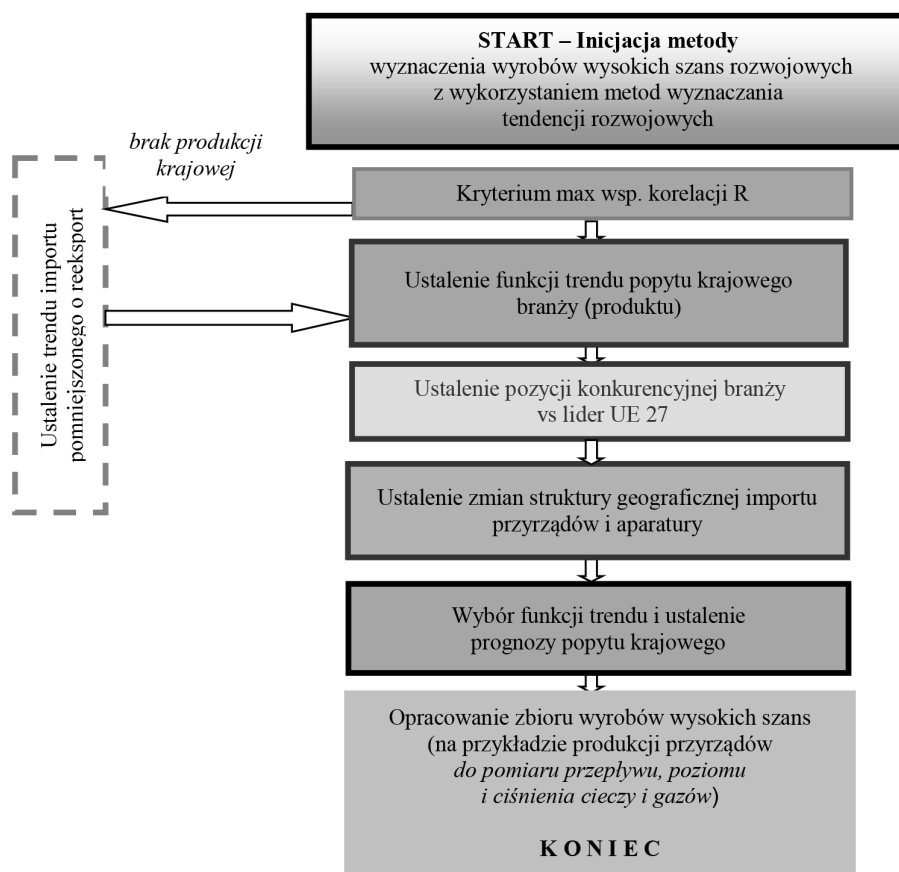 START – Inicjacja metody
wyznaczenia wyrobów wysokich szans rozwojowych
z wykorzystaniem metod wyznaczania
tendencji rozwojowych
brak produkcji
krajowej
Kryterium max wsp. korelacji R
Ustalenie trendu importu
pomniejszonego o reeksport
Ustalenie funkcji trendu popytu krajowego
branży (produktu)
Ustalenie pozycji konkurencyjnej branży
vs lider UE 27
Ustalenie zmian struktury geograficznej importu
przyrządów i aparatury
Wybór funkcji trendu i ustalenie
prognozy popytu krajowego
Opracowanie zbioru wyrobów wysokich szans
(na przykładzie produkcji przyrządów
do pomiaru przepływu, poziomu
i ciśnienia cieczy i gazów)
K O N I E C